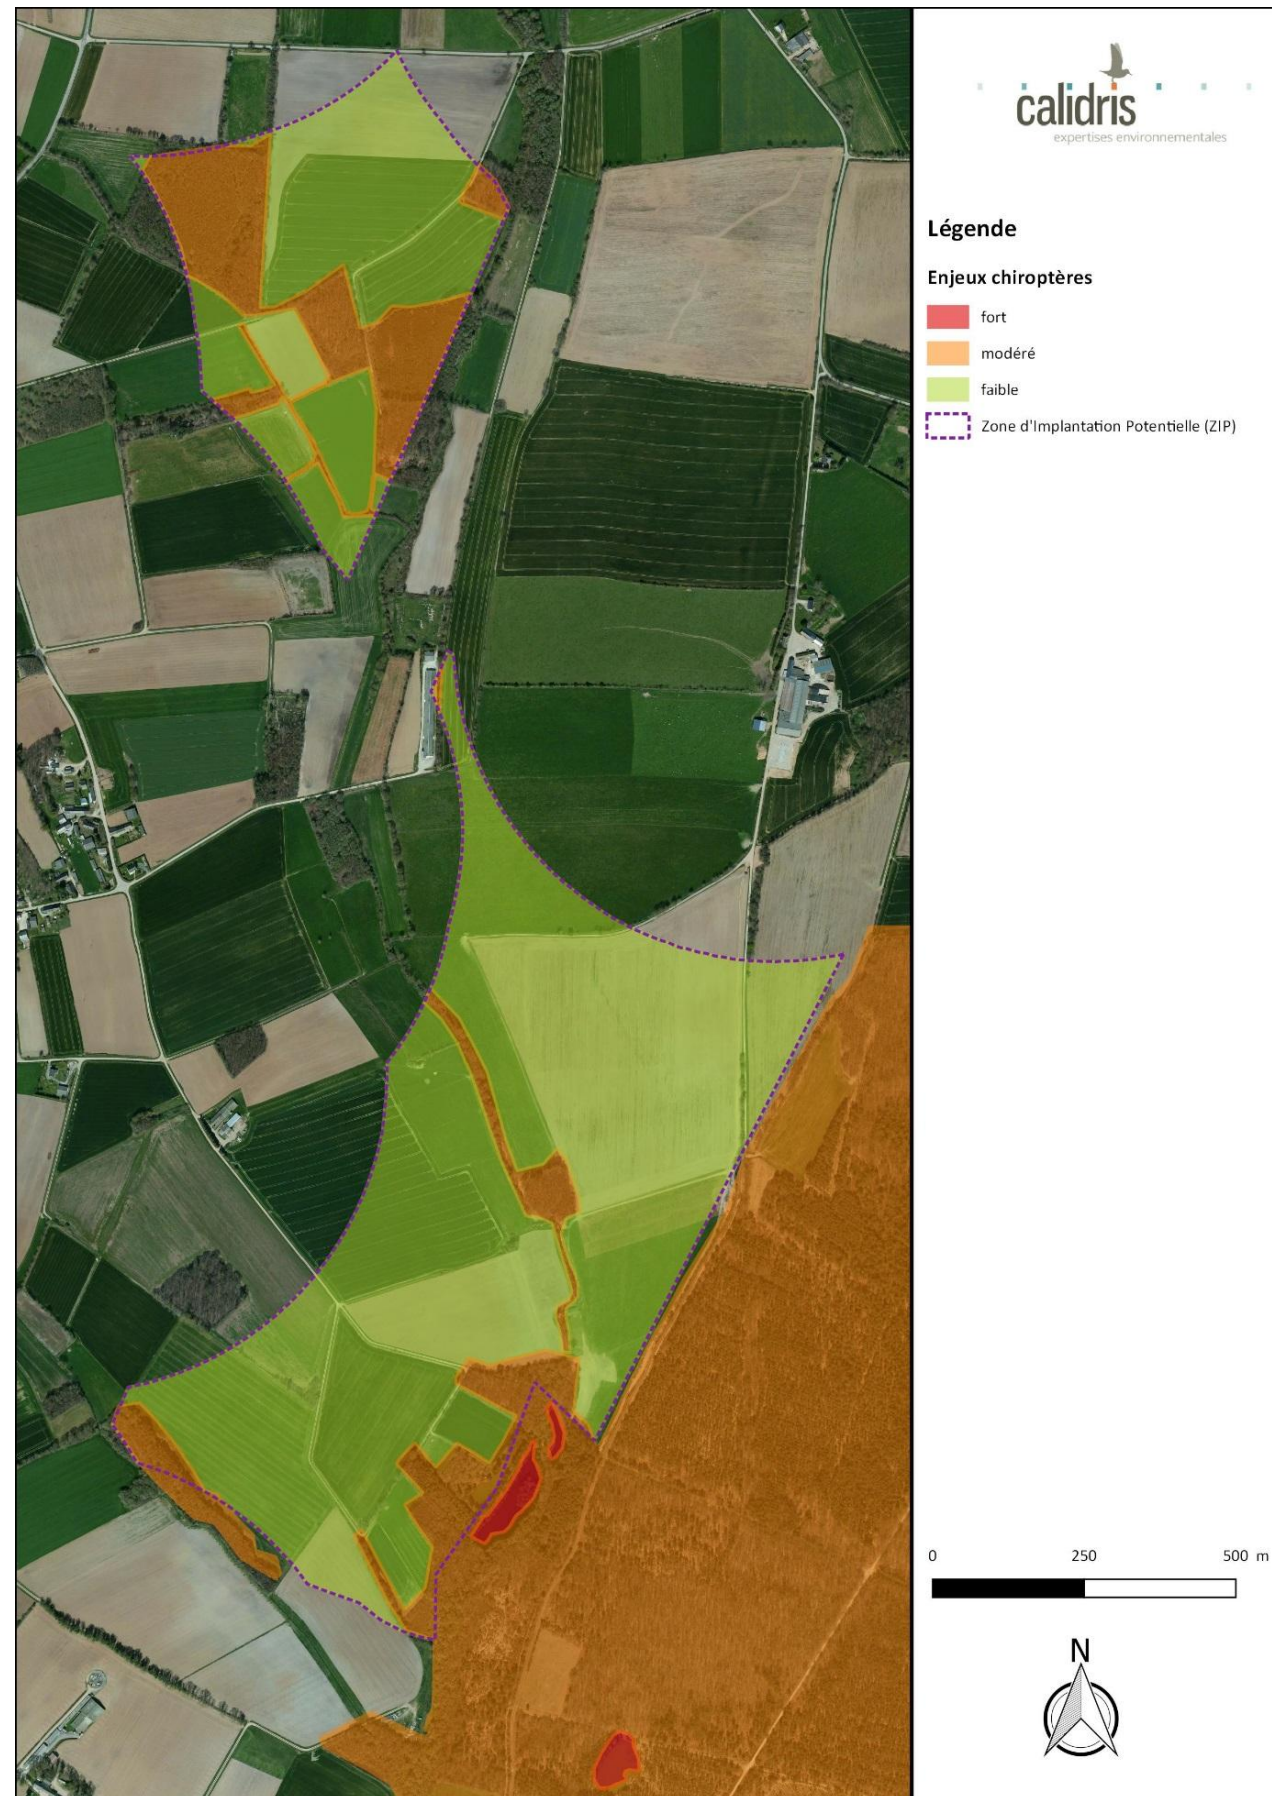 calidris
expertises environnementales
Légende
Enjeux chiroptères
fort
modéré
faible
Zone d'Implantation Potentielle (ZIP)
0 250 500 m
N